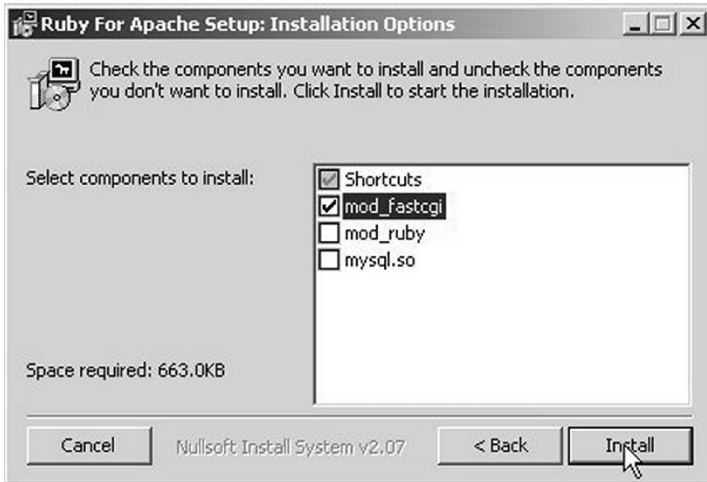 Ruby For Apache Setup: Installation Options
Check the components you want to install and uncheck the components
you don't want to install. Click Install to start the installation.
Select components to install:
Shortcuts
mod_fastcgi
mod_ruby
mysql.so
Space required: 663.0KB
Cancel
Nullsoft Install System v2.07
< Back
Install